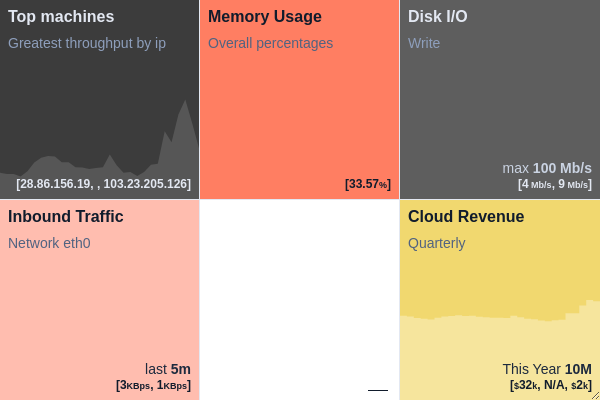 Top machines
Greatest throughput by ip
[28.86.156.19, , 103.23.205.126]
Memory Usage
Overall percentages
[33.57%]
Disk I/O
Write
max 100 Mb/s
[4 Mb/s, 9 Mb/s]
Inbound Traffic
Network eth0
last 5m
[3KBps, 1KBps]
Cloud Revenue
Quarterly
This Year 10M
[$32k, N/A, $2k]